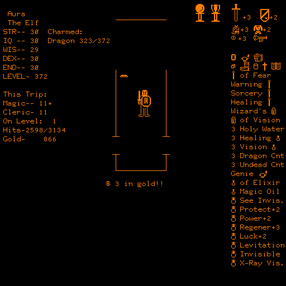 Aura
The Elf
STR-- 30 Charmed:
IQ -- 30 Dragon 323/372
WIS-- 29
DEX-- 30
END-- 30
LEVEL- 372
This Trip:
Magic-- 11+
Cleric- 11
On Level: 1
Hits-2598/3134
Gold- 866
$ 3 in gold!!
+3 +2
+3 +2
+3
of Fear
Warning
Sorcery
Healing
Wizard's
of Vision
3 Holy Water
3 Healing
3 Vision
3 Dragon Cnt
3 Undead Cnt
Genie
of Elixir
Magic Oil
See Invis.
Protect+2
Power+2
Regener+3
Luck+2
Levitation
Invisible
X-Ray Vis.